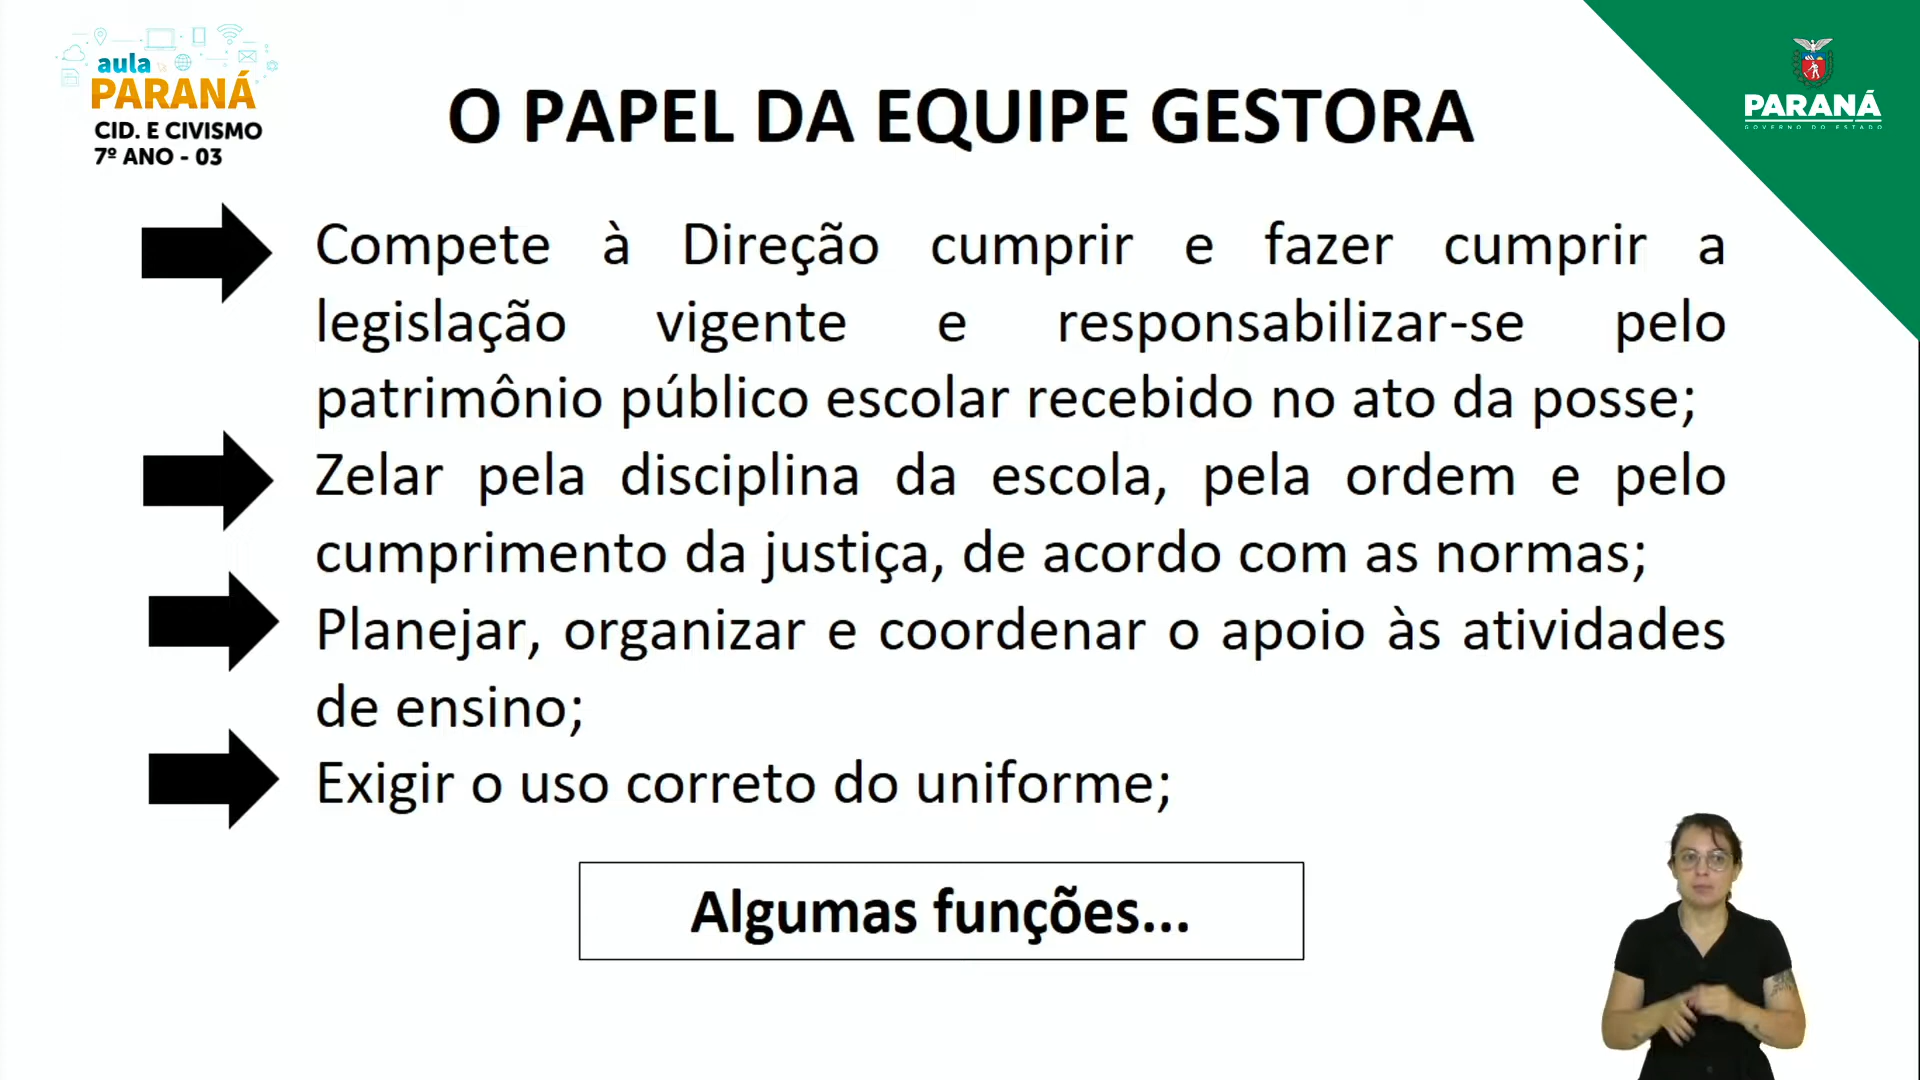 aula
PARANÁ
CID. E CIVISMO
7º ANO - 03
PARANÁ
GOVERNO DO ESTADO
O PAPEL DA EQUIPE GESTORA
Compete à Direção cumprir e fazer cumprir a
legislação vigente e responsabilizar-se pelo
patrimônio público escolar recebido no ato da posse;
Zelar pela disciplina da escola, pela ordem e pelo
cumprimento da justiça, de acordo com as normas;
Planejar, organizar e coordenar o apoio às atividades
de ensino;
Exigir o uso correto do uniforme;
Algumas funções...